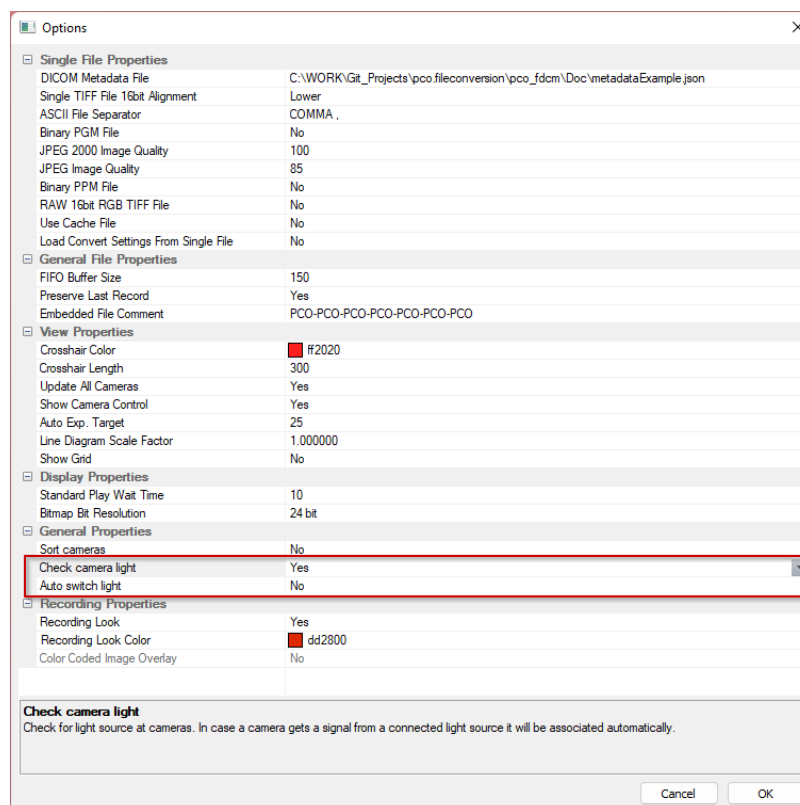 Options
Single File Properties
DICOM Metadata File C:\WORK\Git_Projects\pco.fileconversion\pco_fdcm\Doc\metadataExample.json
Single TIFF File 16bit Alignment Lower
ASCII File Separator COMMA ,
Binary PGM File No
JPEG 2000 Image Quality 100
JPEG Image Quality 85
Binary PPM File No
RAW 16bit RGB TIFF File No
Use Cache File No
Load Convert Settings From Single File No
General File Properties
FIFO Buffer Size 150
Preserve Last Record Yes
Embedded File Comment PCO-PCO-PCO-PCO-PCO-PCO-PCO
View Properties
Crosshair Color ff2020
Crosshair Length 300
Update All Cameras Yes
Show Camera Control Yes
Auto Exp. Target 25
Line Diagram Scale Factor 1.000000
Show Grid No
Display Properties
Standard Play Wait Time 10
Bitmap Bit Resolution 24 bit
General Properties
Sort cameras No
Check camera light Yes
Auto switch light No
Recording Properties
Recording Look Yes
Recording Look Color dd2800
Color Coded Image Overlay No
Check camera light
Check for light source at cameras. In case a camera gets a signal from a connected light source it will be associated automatically.
Cancel OK